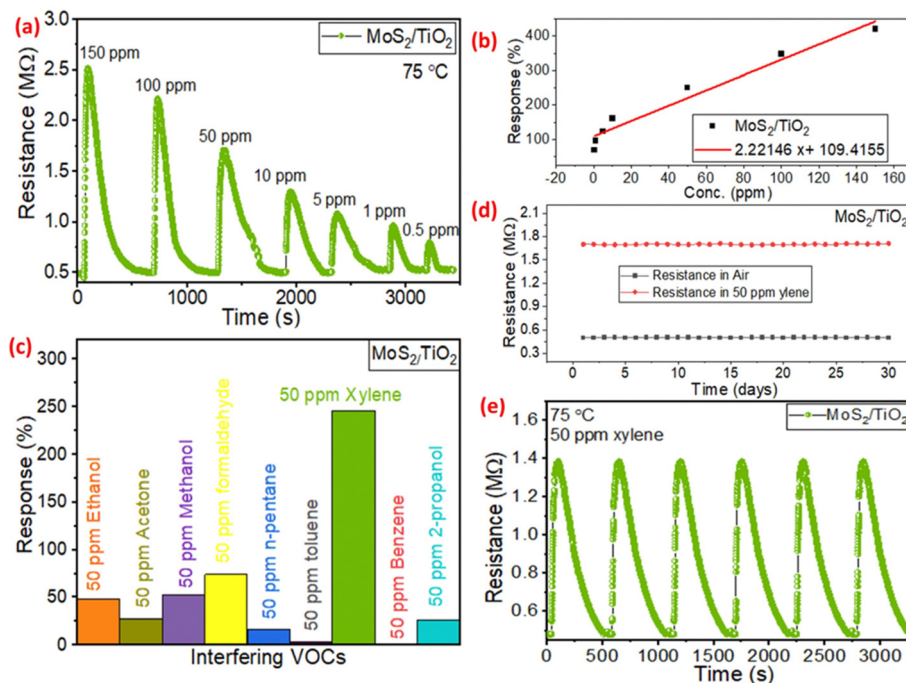 (a)
3.0
2.5
2.0
1.5
1.0
0.5
Resistance (MΩ)
MoS2/TiO2
75 °C
150 ppm
100 ppm
50 ppm
10 ppm
5 ppm
1 ppm
0.5 ppm
0 1000 2000 3000
Time (s)
(b)
400
300
200
100
Response (%)
MoS2/TiO2
2.22146 x+ 109.4155
-20 0 20 40 60 80 100 120 140 160
Conc. (ppm)
(d)
MoS2/TiO2
2.1
1.8
1.5
1.2
0.9
0.6
0.3
Resistance (MΩ)
Resistance in Air
Resistance in 50 ppm ylene
0 5 10 15 20 25 30
Time (days)
(c)
MoS2/TiO2
300
250
200
150
100
50
0
Response (%)
50 ppm Ethanol
50 ppm Acetone
50 ppm Methanol
50 ppm formaldehyde
50 ppm n-pentane
50 ppm toluene
50 ppm Xylene
50 ppm Benzene
50 ppm 2-propanol
Interfering VOCs
(e)
75 °C
50 ppm xylene
MoS2/TiO2
1.6
1.4
1.2
1.0
0.8
0.6
Resistance (MΩ)
0 500 1000 1500 2000 2500 3000
Time (s)